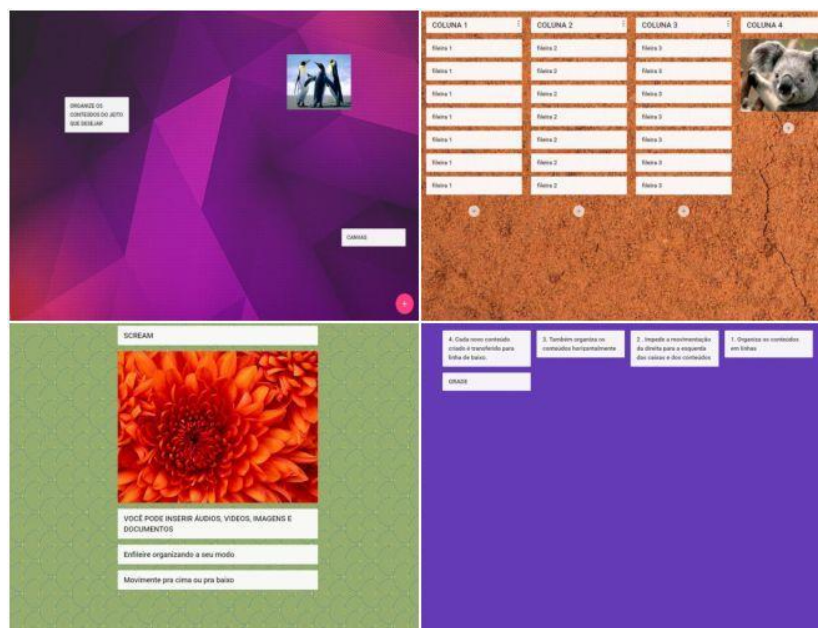 ORGANIZE OS
CONTEÚDOS DO JEITO
QUE DESEJAR
CANVAS
COLUNA 1
fileira 1
fileira 1
fileira 1
fileira 1
fileira 1
fileira 1
fileira 1
COLUNA 2
fileira 2
fileira 2
fileira 2
fileira 2
fileira 2
fileira 2
fileira 2
COLUNA 3
fileira 3
fileira 3
fileira 3
fileira 3
fileira 3
fileira 3
fileira 3
COLUNA 4
SCREAM
VOCÊ PODE INSERIR ÁUDIOS, VIDEOS, IMAGENS E
DOCUMENTOS
Enfileire organizando a seu modo
Movimente pra cima ou pra baixo
4. Cada novo conteúdo
criado é transferido para
linha de baixo.
3. Também organiza os
conteúdos horizontalmente
2 . Impede a movimentação
da direita para a esquerda
das caixas e dos conteúdos
1. Organiza os conteúdos
em linhas
GRADE